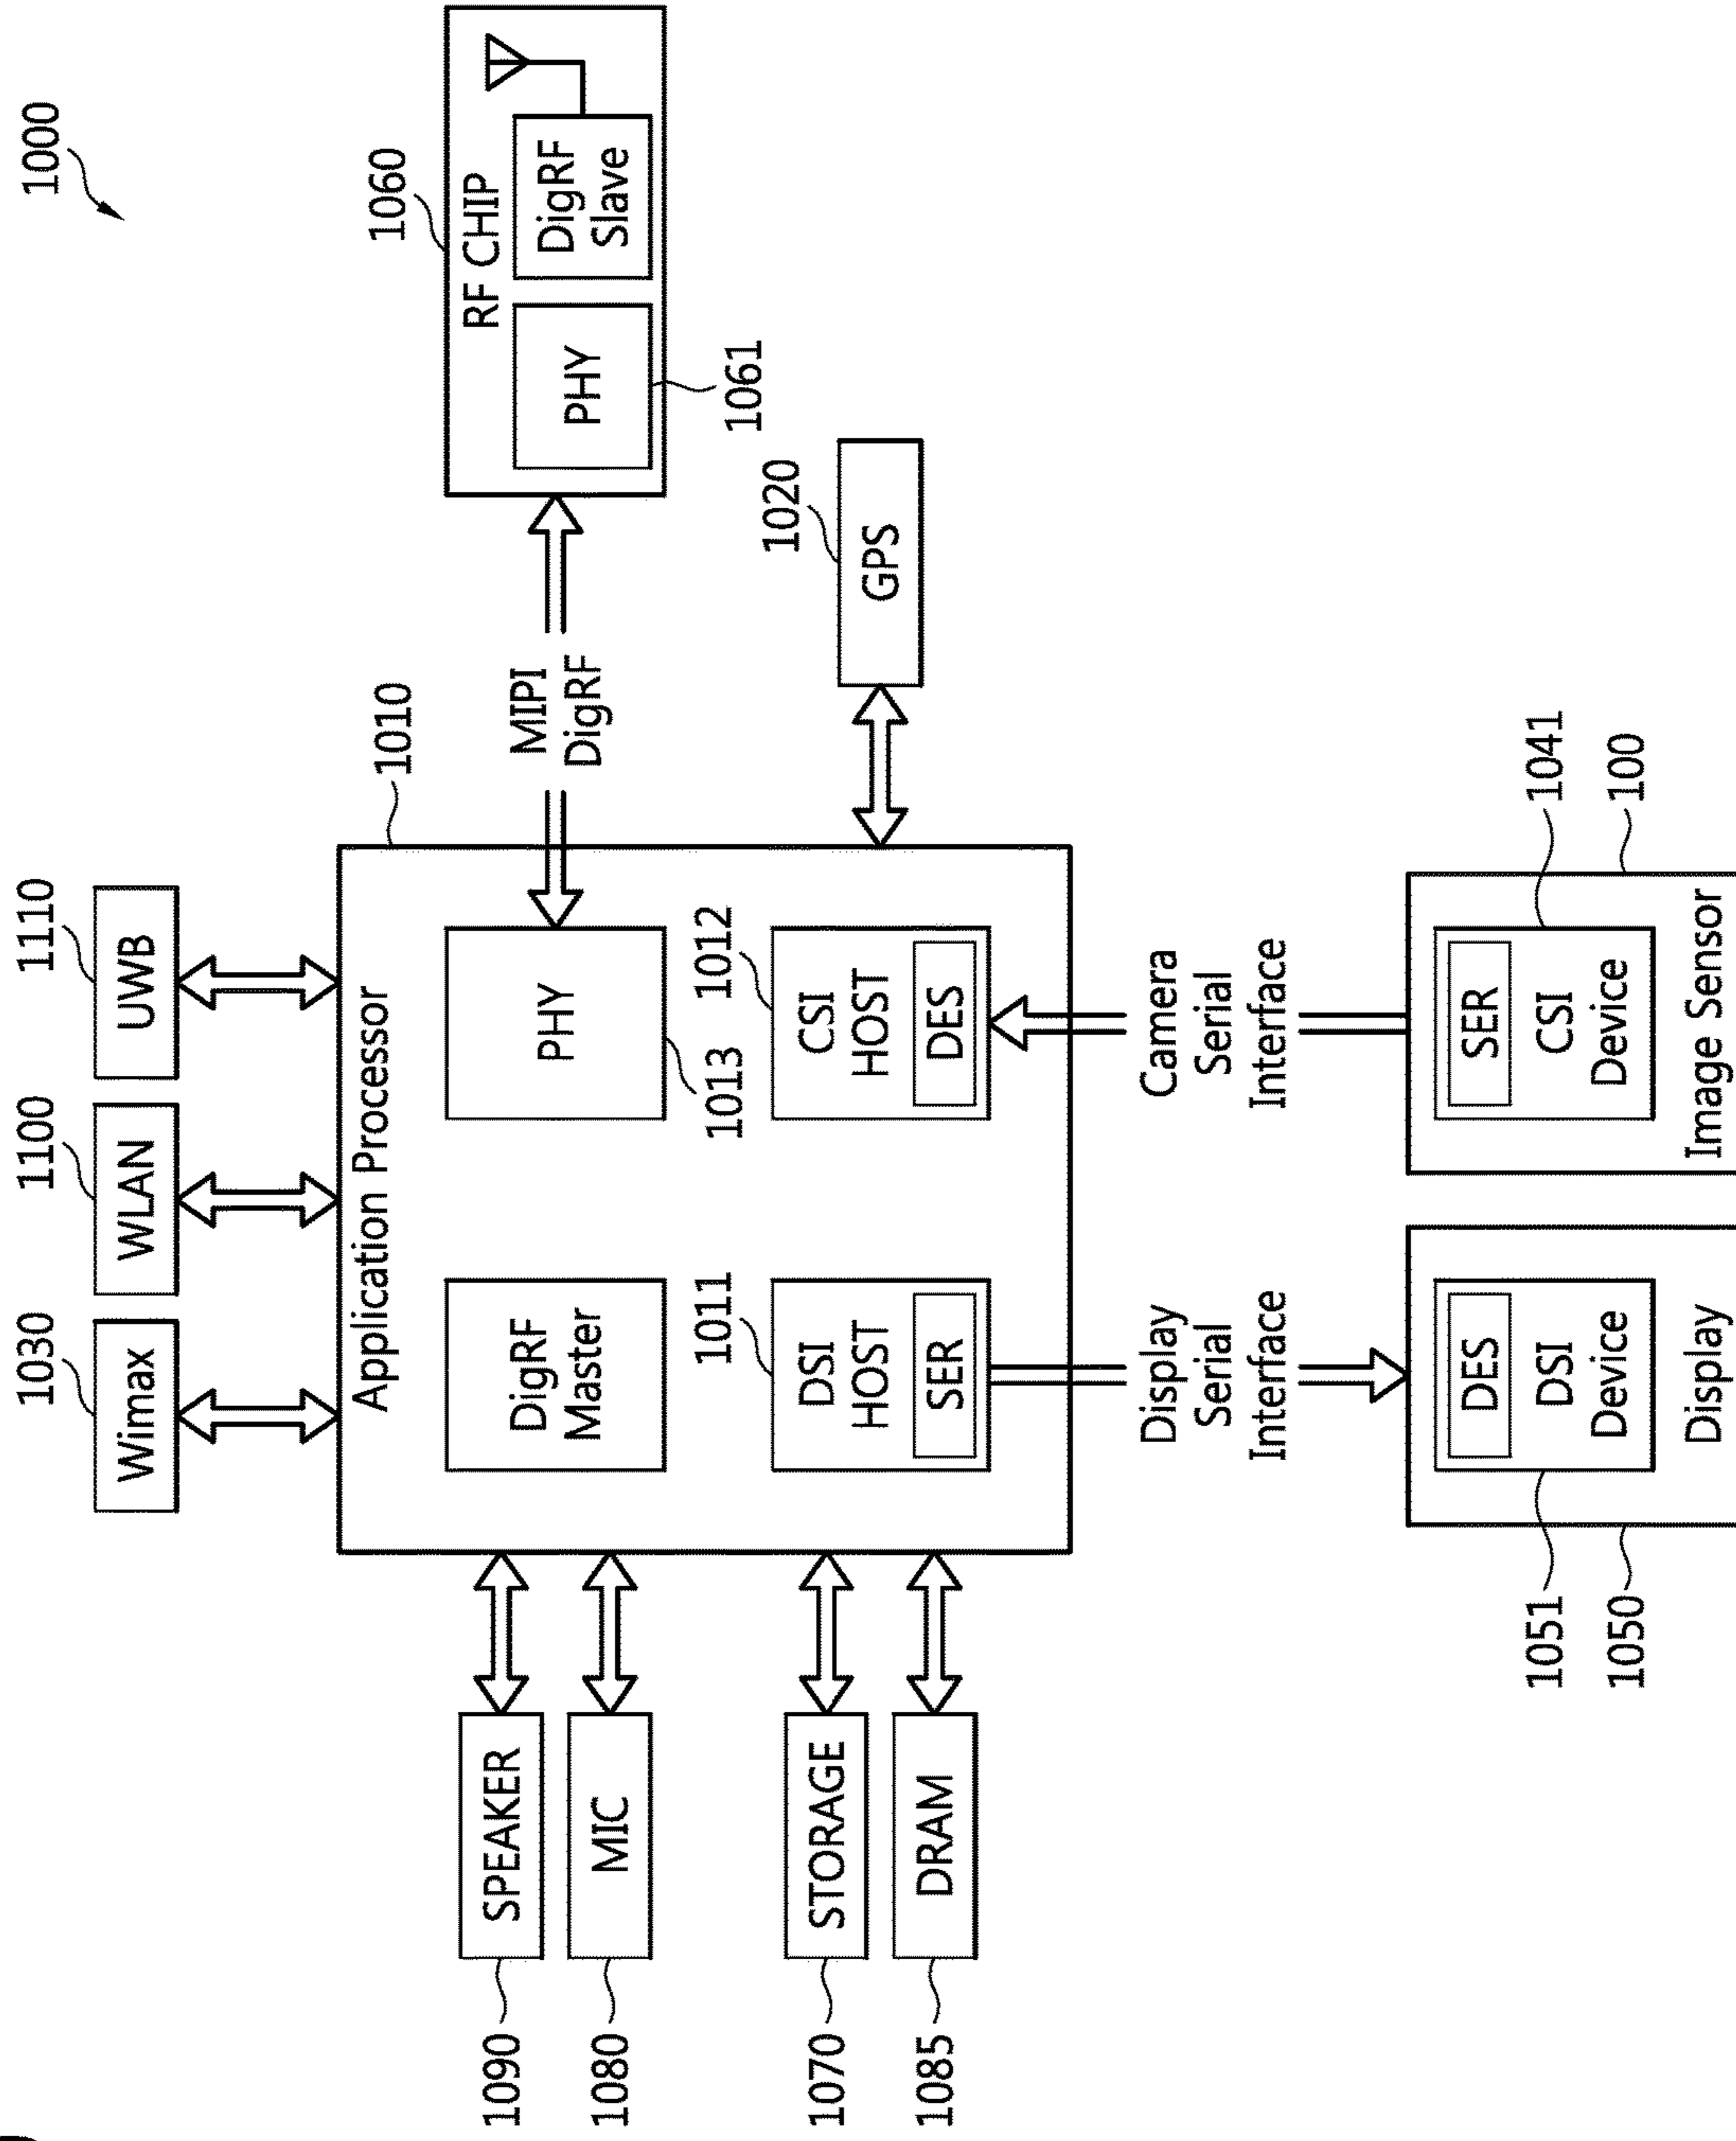 1000
1030
1100
1110
Wimax
WLAN
UWB
1010
1060
Application Processor
RF CHIP
SPEAKER
1090
DigRF
Master
PHY
MIPI
DigRF
PHY
DigRF
Slave
MIC
1080
1013
1061
1011
1012
1020
STORAGE
1070
DSI
HOST
SER
CSI
HOST
DES
GPS
DRAM
1085
Display
Serial
Interface
Camera
Serial
Interface
1051
DES
DSI
Device
SER
CSI
Device
1041
1050
100
Display
Image Sensor